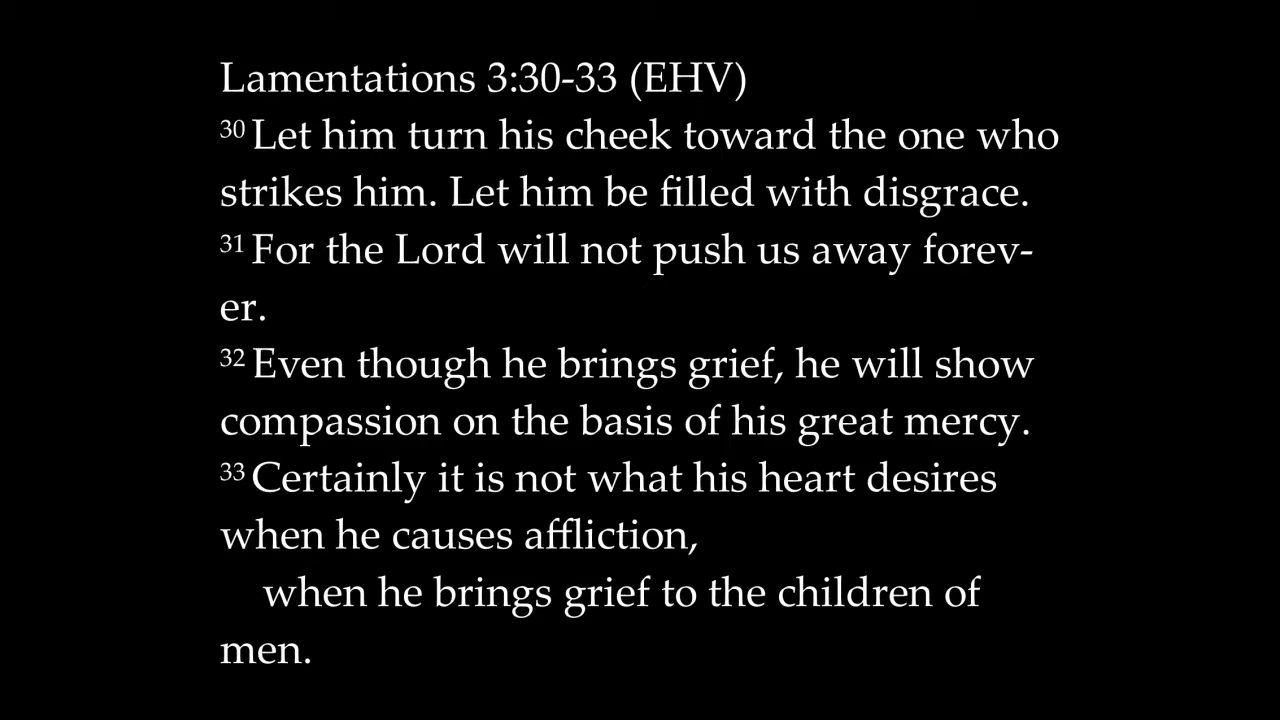 Lamentations 3:30-33 (EHV)
30 Let him turn his cheek toward the one who
strikes him. Let him be filled with disgrace.
31 For the Lord will not push us away forev-
er.
32 Even though he brings grief, he will show
compassion on the basis of his great mercy.
33 Certainly it is not what his heart desires
when he causes affliction,
when he brings grief to the children of
men.